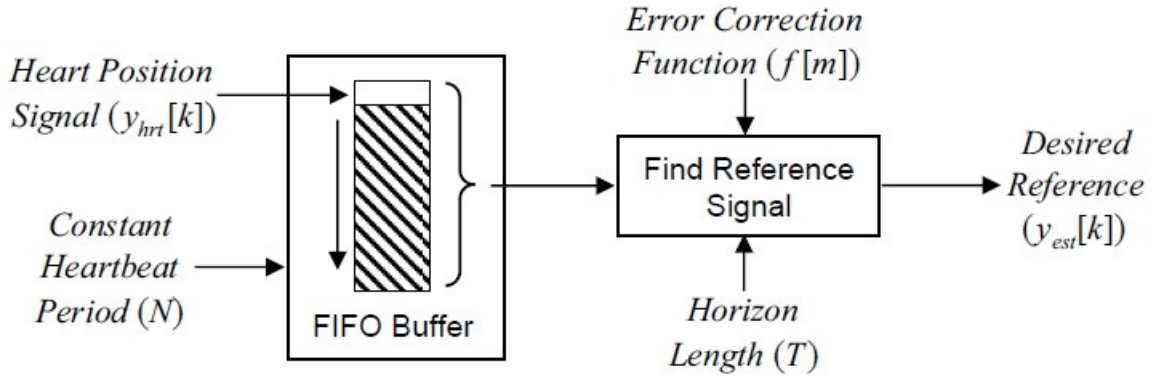 Heart Position
Signal (y_hrt[k])
Constant
Heartbeat
Period (N)
FIFO Buffer
Error Correction
Function (f[m])
Find Reference
Signal
Horizon
Length (T)
Desired
Reference
(y_est[k])